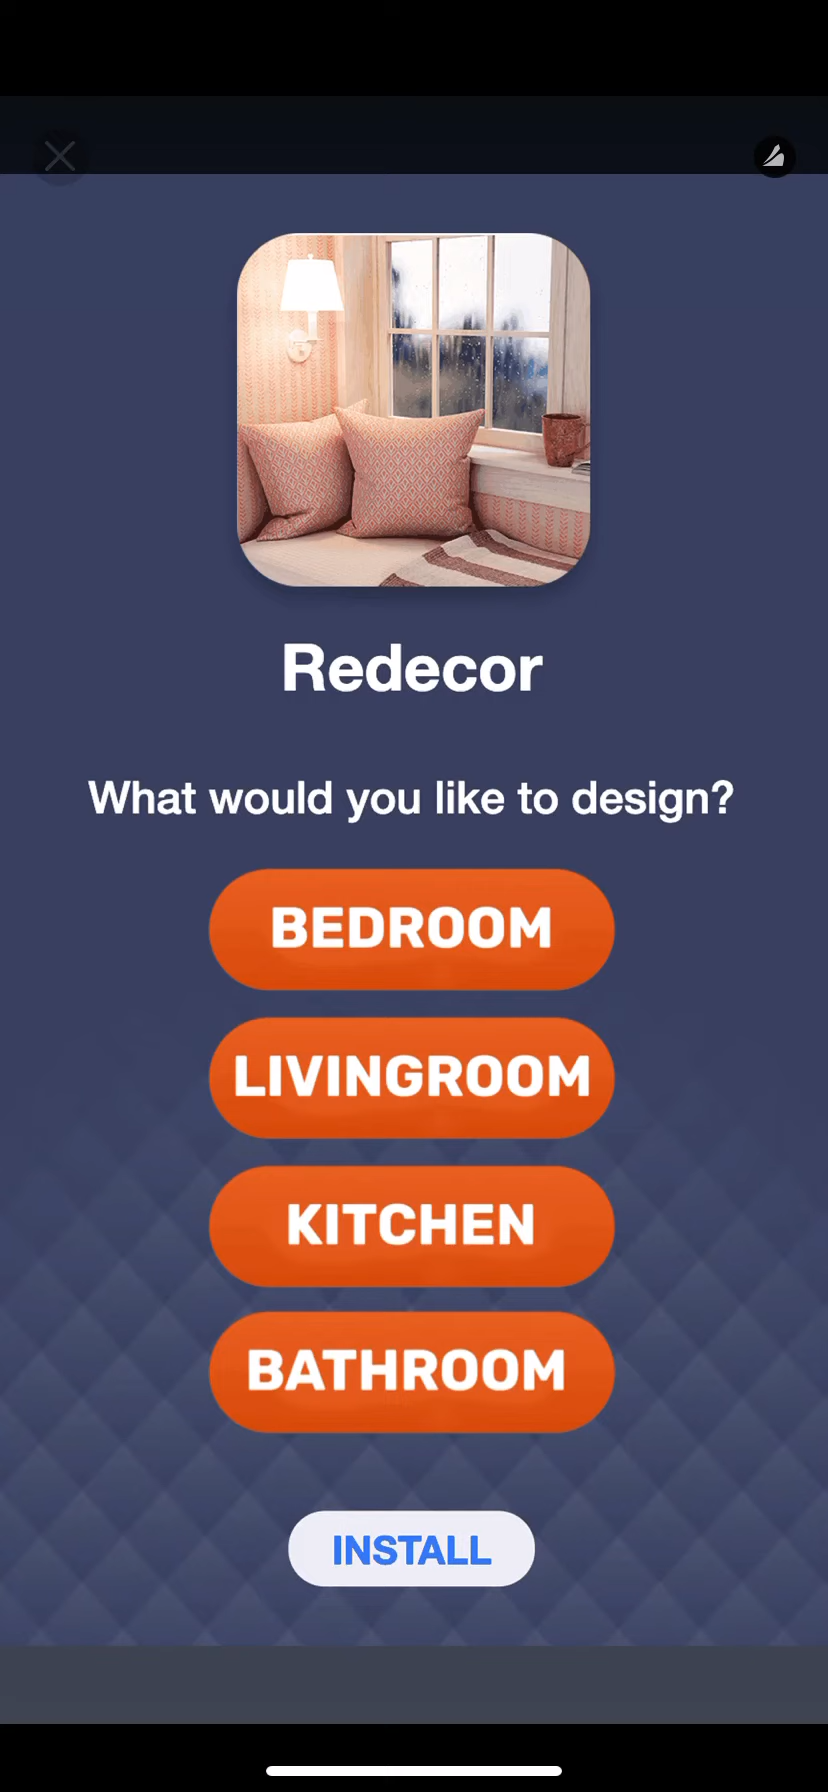 Redecor
What would you like to design?
BEDROOM
LIVINGROOM
KITCHEN
BATHROOM
INSTALL